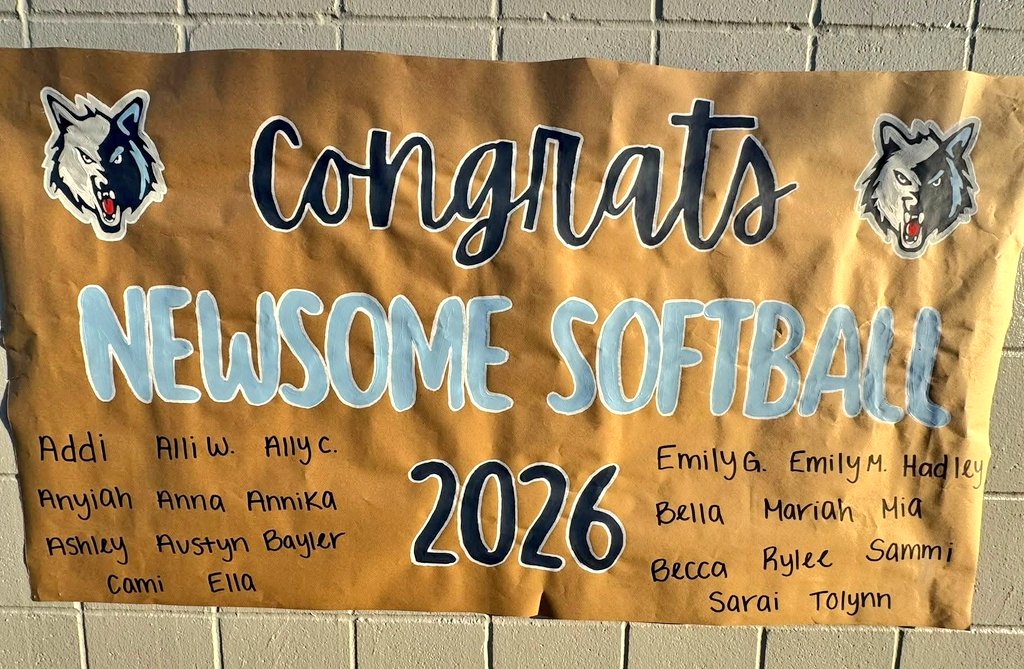 Congrats
NEWSOME SOFTBALL
2026
Addi Alli W. Ally C.
Anyiah Anna Annika
Ashley Austyn Bayler
Cami Ella
Emily G. Emily M. Hadley
Bella Mariah Mia
Becca Rylee Sammi
Sarai Tolynn